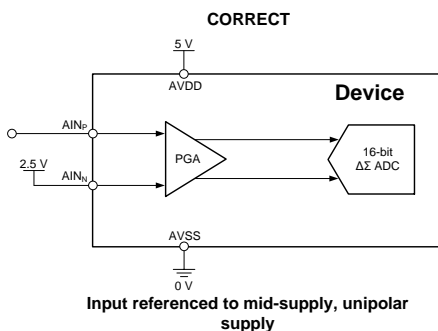 CORRECT
5 V
AVDD
Device
AINP
PGA
16-bit
ΔΣ ADC
2.5 V
AINN
AVSS
0 V
Input referenced to mid-supply, unipolar
supply